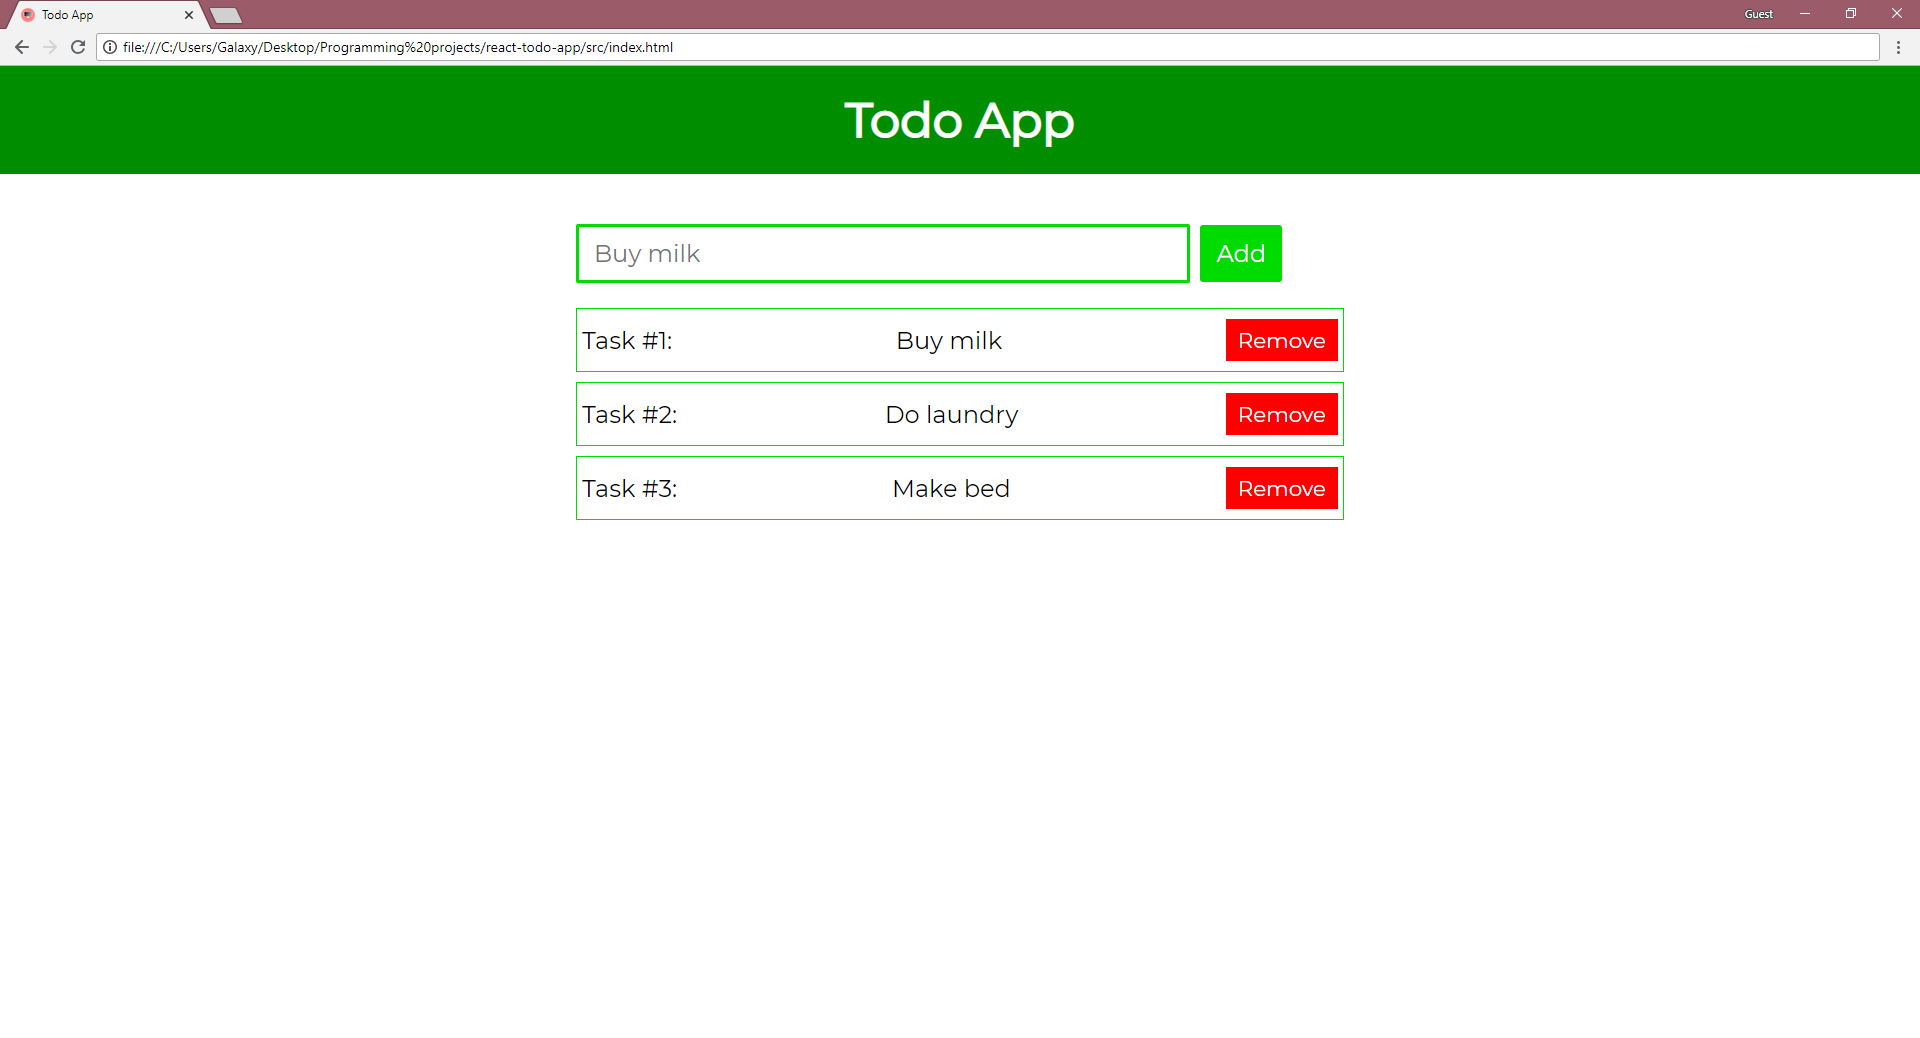 Todo App
Guest
file:///C:/Users/Galaxy/Desktop/Programming%20projects/react-todo-app/src/index.html
Todo App
Buy milk Add
Task #1: Buy milk Remove
Task #2: Do laundry Remove
Task #3: Make bed Remove